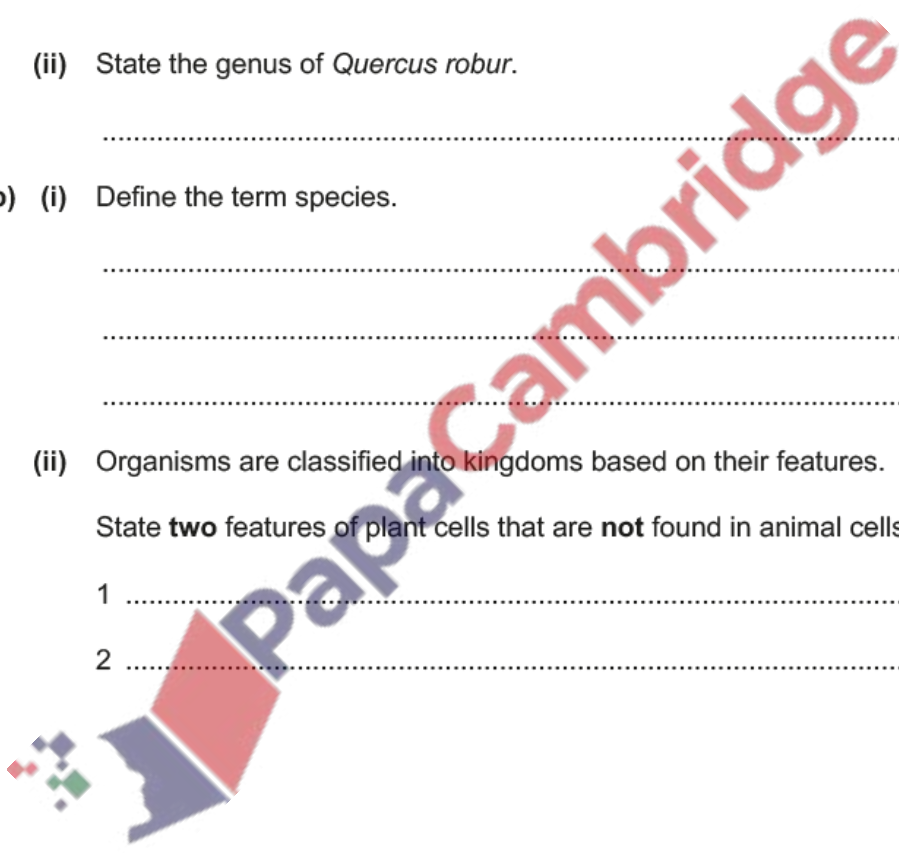 (ii) State the genus of Quercus robur.
..........................................................................................
) (i) Define the term species.
..........................................................................................
..........................................................................................
..........................................................................................
(ii) Organisms are classified into kingdoms based on their features.
State two features of plant cells that are not found in animal cells
1 ..........................................................................................
2 ..........................................................................................
PapaCambridge